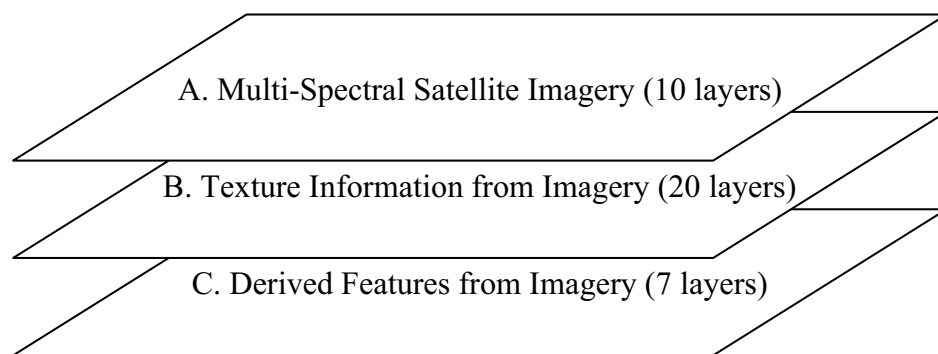 A. Multi-Spectral Satellite Imagery (10 layers)
B. Texture Information from Imagery (20 layers)
C. Derived Features from Imagery (7 layers)